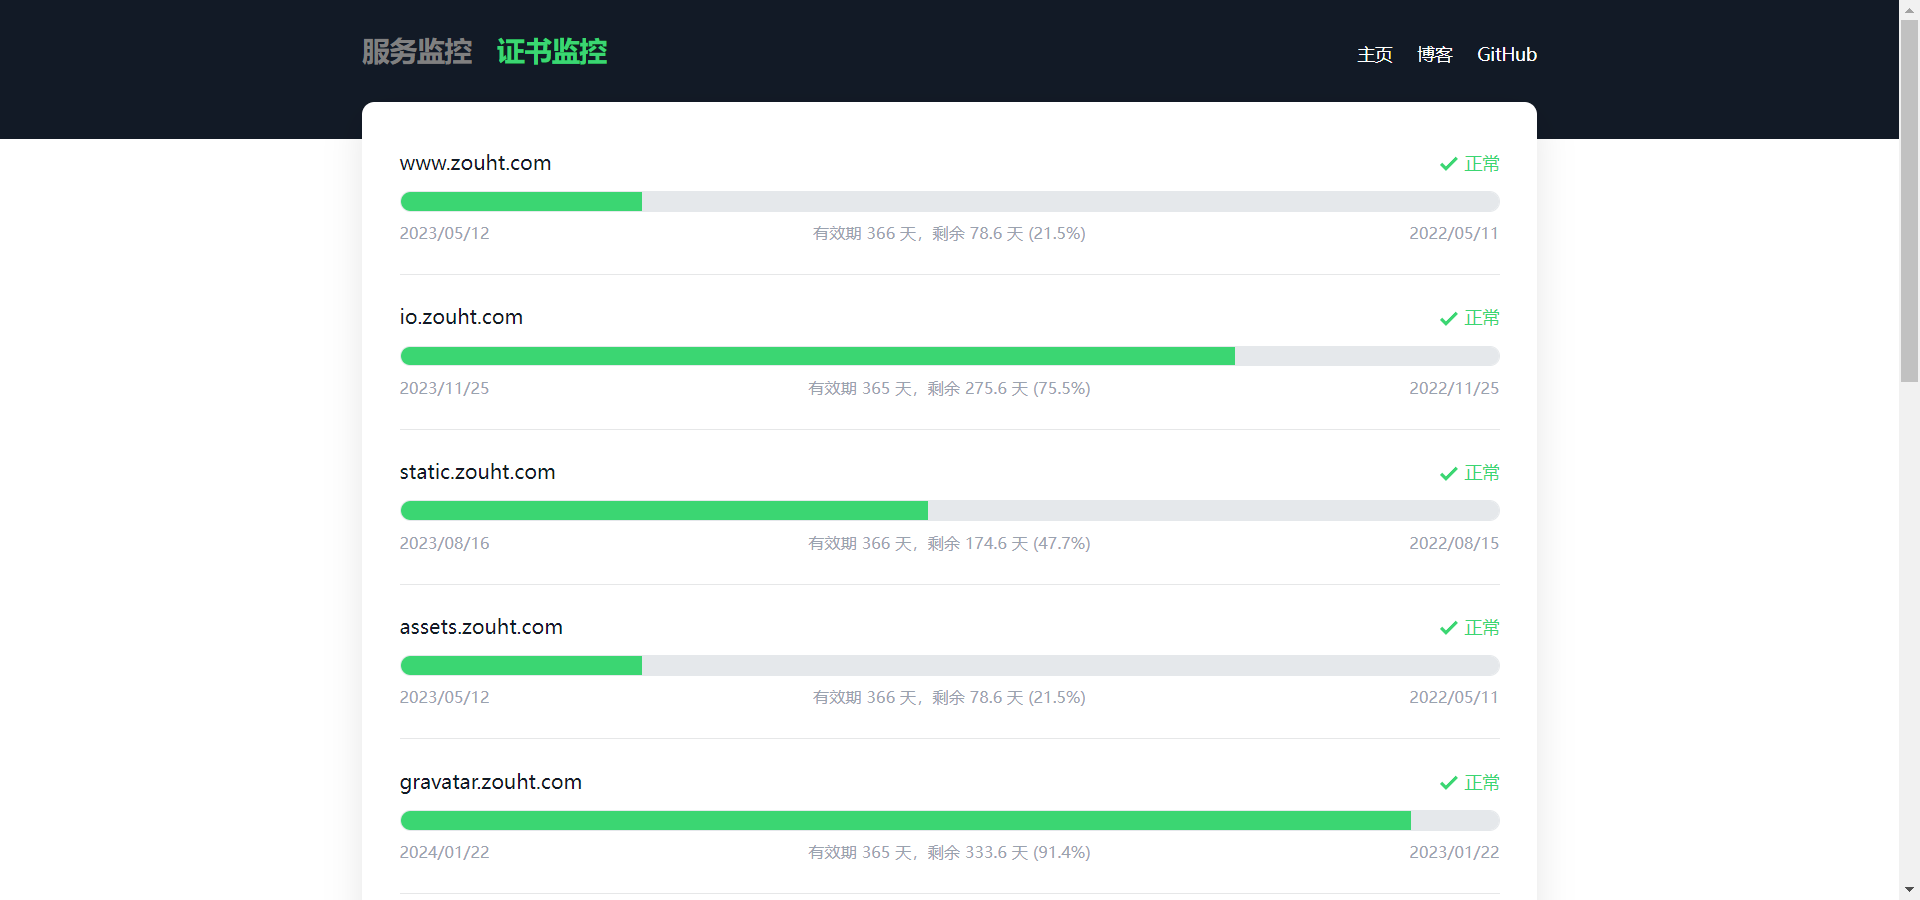 服务监控 证书监控 主页 博客 GitHub
www.zouht.com 正常
2023/05/12 有效期 366 天，剩余 78.6 天 (21.5%) 2022/05/11
io.zouht.com 正常
2023/11/25 有效期 365 天，剩余 275.6 天 (75.5%) 2022/11/25
static.zouht.com 正常
2023/08/16 有效期 366 天，剩余 174.6 天 (47.7%) 2022/08/15
assets.zouht.com 正常
2023/05/12 有效期 366 天，剩余 78.6 天 (21.5%) 2022/05/11
gravatar.zouht.com 正常
2024/01/22 有效期 365 天，剩余 333.6 天 (91.4%) 2023/01/22